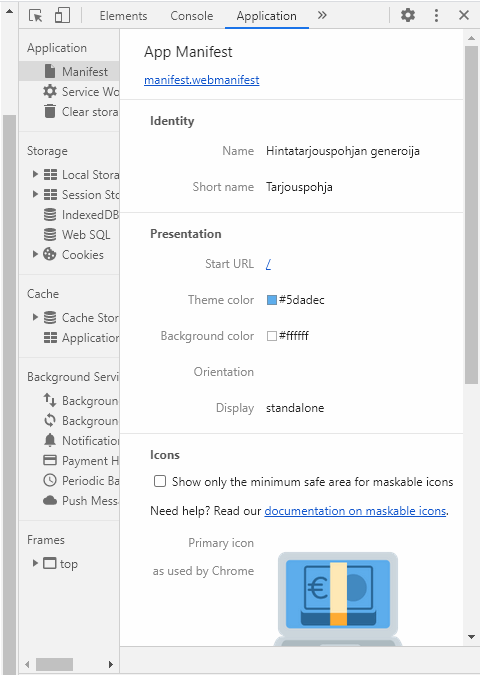 Elements Console Application »
Application
Manifest
Service Wo
Clear stora
Storage
Local Stora
Session Sto
IndexedDB
Web SQL
Cookies
Cache
Cache Stor
Application
Background Servi
Background
Background
Notification
Payment H
Periodic Ba
Push Mess
Frames
top
App Manifest
manifest.webmanifest
Identity
Name Hintatarjouspohjan generoija
Short name Tarjouspohja
Presentation
Start URL /
Theme color #5dadec
Background color #ffffff
Orientation
Display standalone
Icons
Show only the minimum safe area for maskable icons
Need help? Read our documentation on maskable icons.
Primary icon
as used by Chrome
€